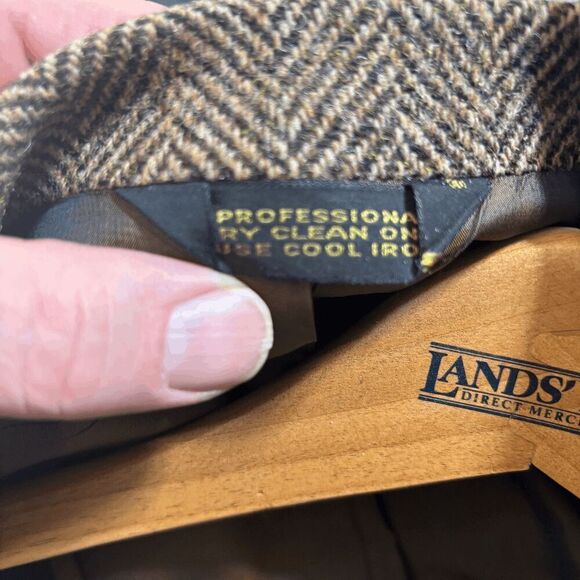 PROFESSIONA
RY CLEAN ON
USE COOL IRO
LANDS'
DIRECT MERC